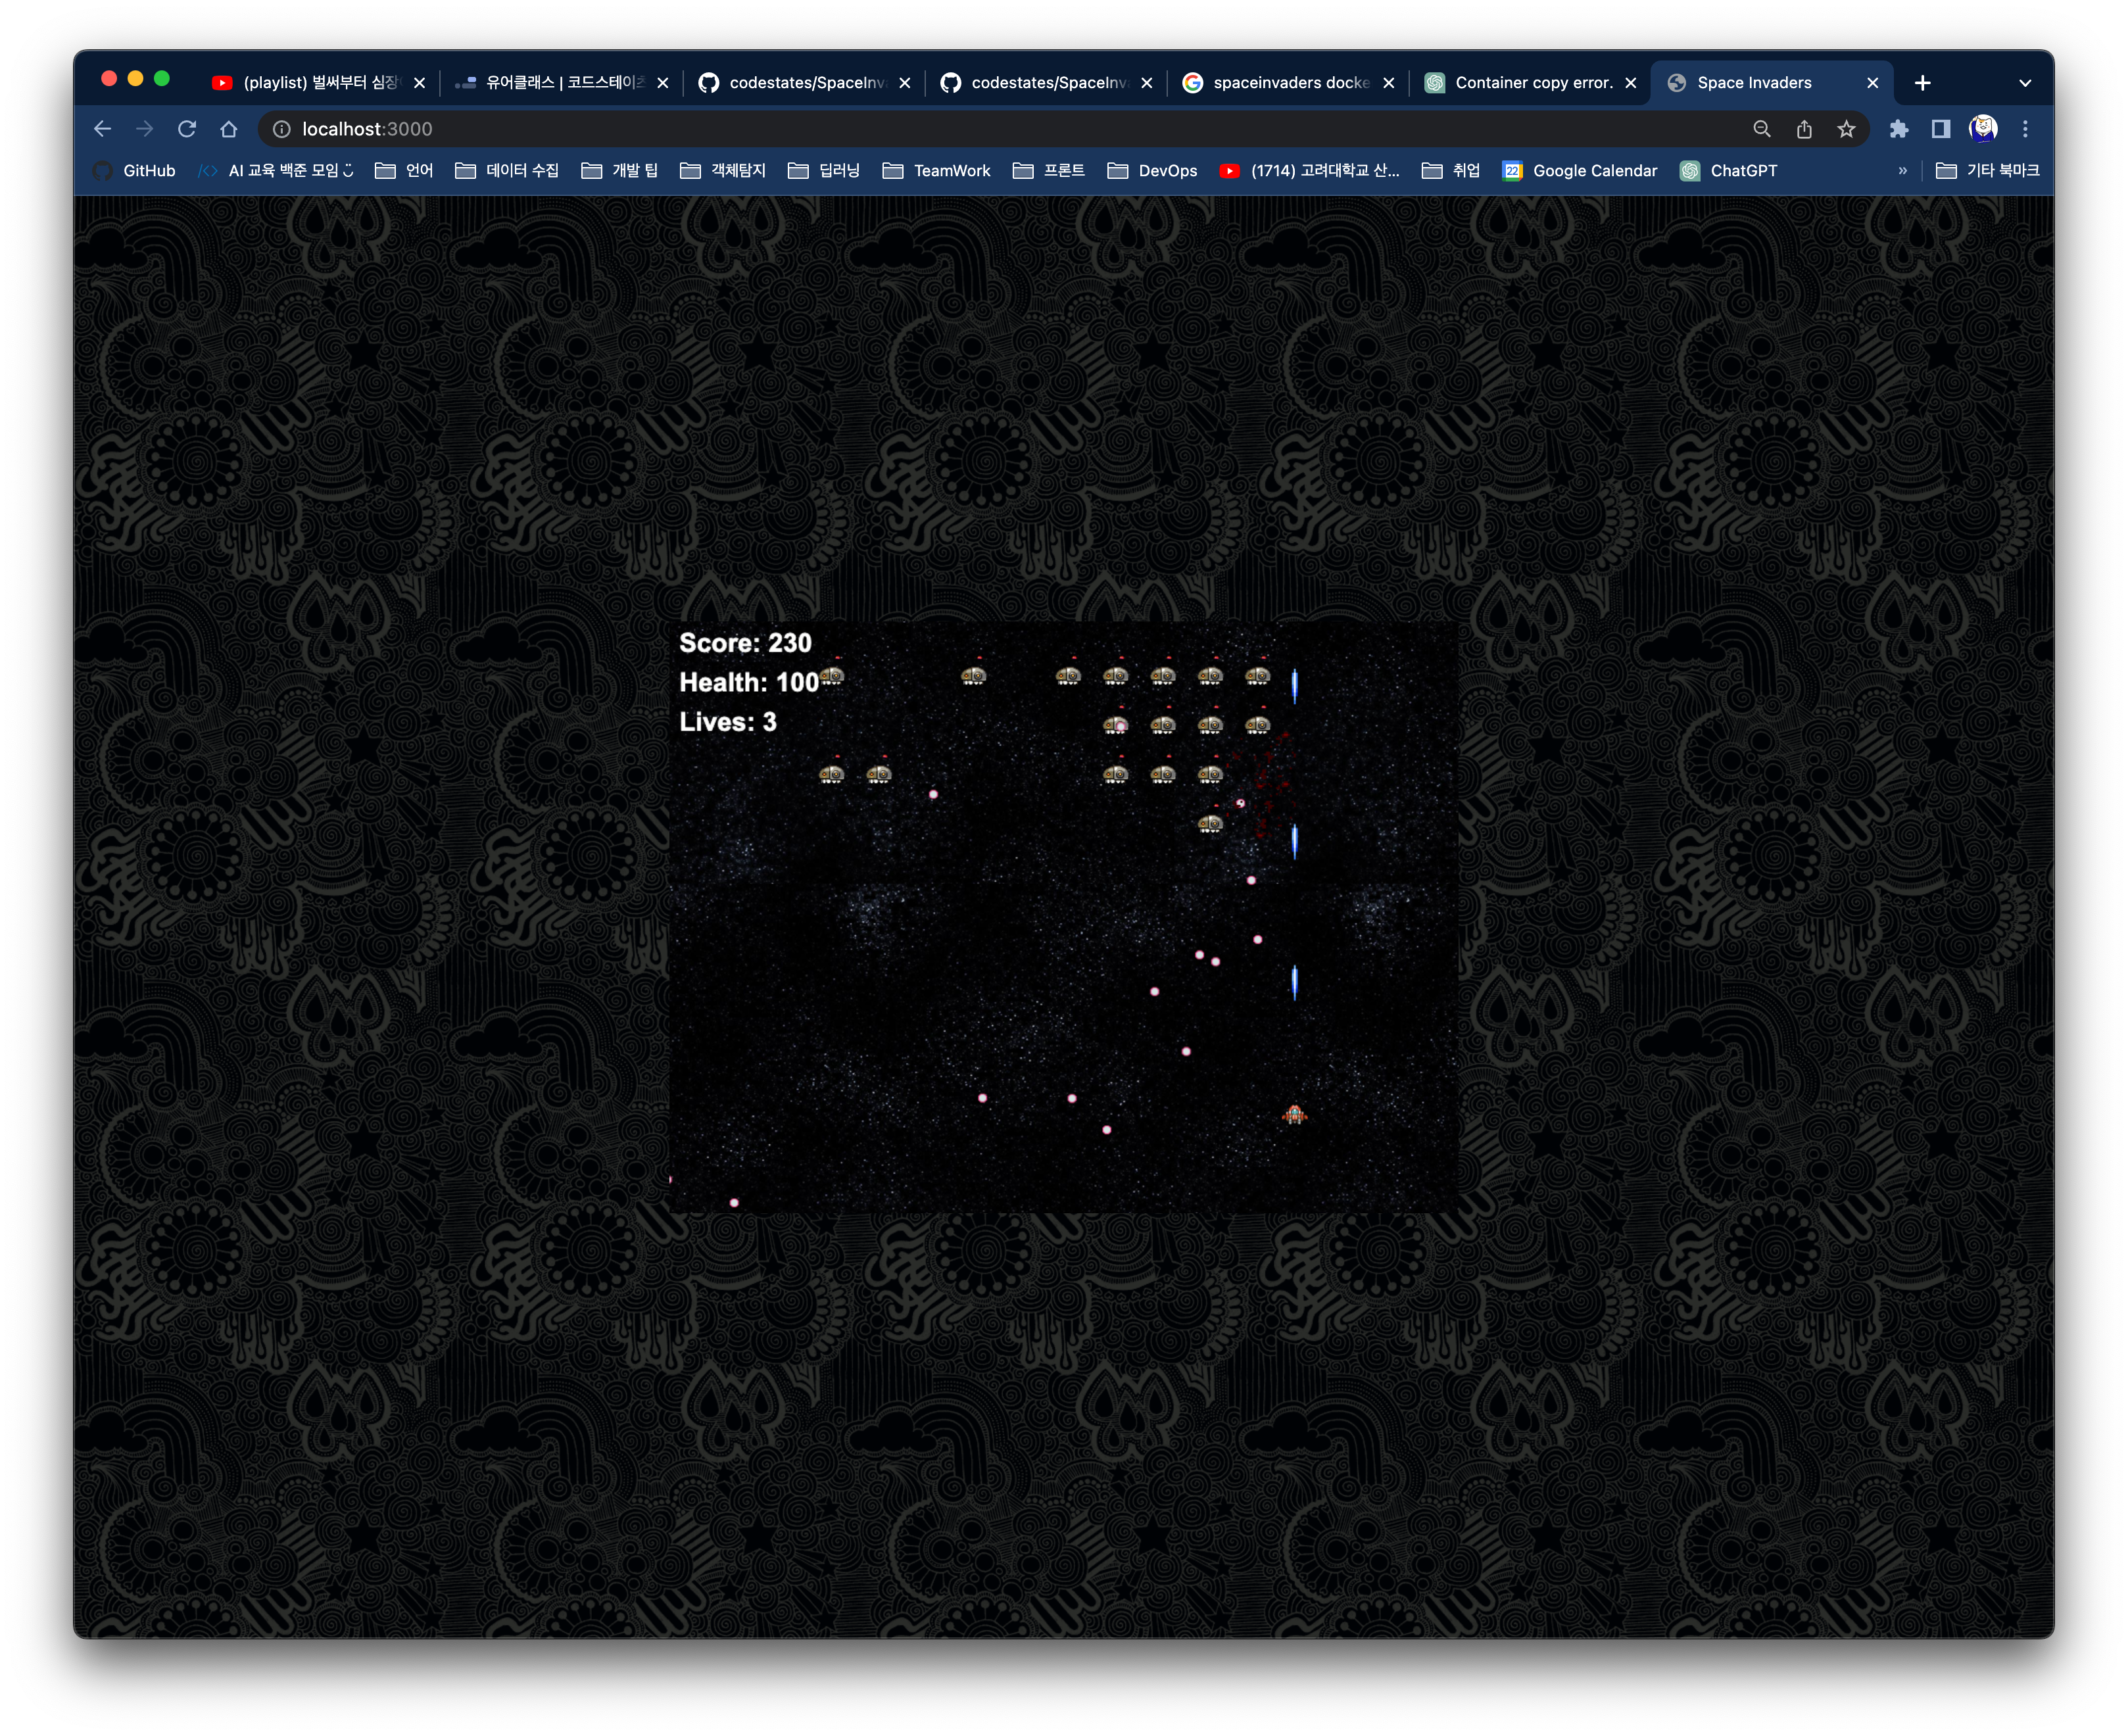 (playlist) 벌써부터 심장
유어클래스 | 코드스테이츠
codestates/SpaceInv
codestates/SpaceInv
spaceinvaders docke
Container copy error.
Space Invaders
localhost:3000
GitHub
AI 교육 백준 모임
언어
데이터 수집
개발 팁
객체탐지
딥러닝
TeamWork
프론트
DevOps
(1714) 고려대학교 산...
취업
22
Google Calendar
ChatGPT
»
기타 북마크
Score: 230
Health: 100
Lives: 3